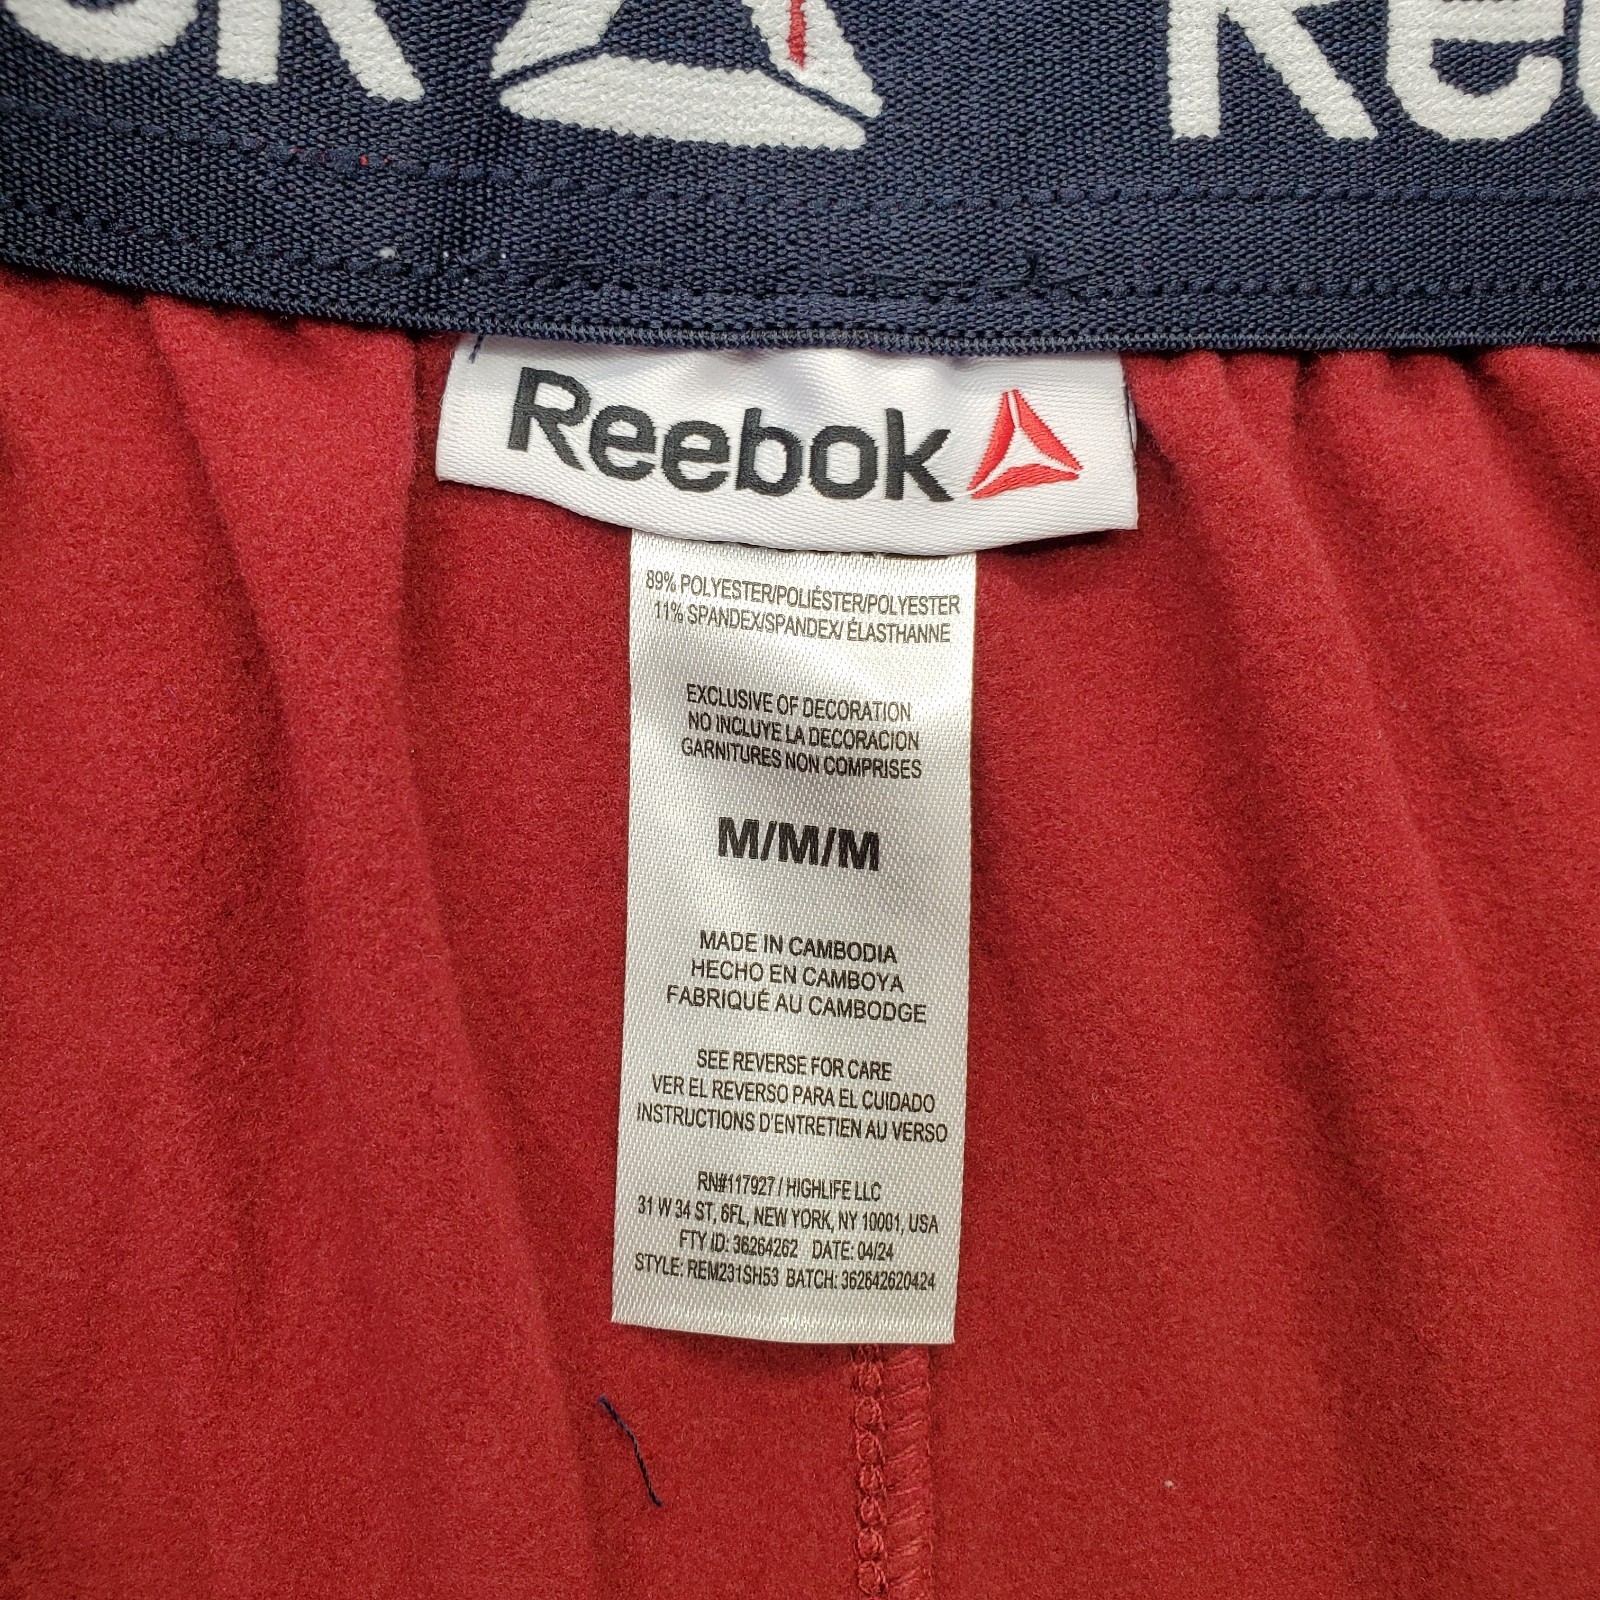 Reebok
89% POLYESTER/POLIÉSTER/POLYESTER
11% SPANDEX/SPANDEX/ ÉLASTHANNE
EXCLUSIVE OF DECORATION
NO INCLUYE LA DECORACION
GARNITURES NON COMPRISES
M/M/M
MADE IN CAMBODIA
HECHO EN CAMBOYA
FABRIQUÉ AU CAMBODGE
SEE REVERSE FOR CARE
VER EL REVERSO PARA EL CUIDADO
INSTRUCTIONS D'ENTRETIEN AU VERSO
RN#117927 / HIGHLIFE LLC
31 W 34 ST, 6FL, NEW YORK, NY 10001, USA
FTY ID: 36264262 DATE: 04/24
STYLE: REM231SH53 BATCH: 362642620424